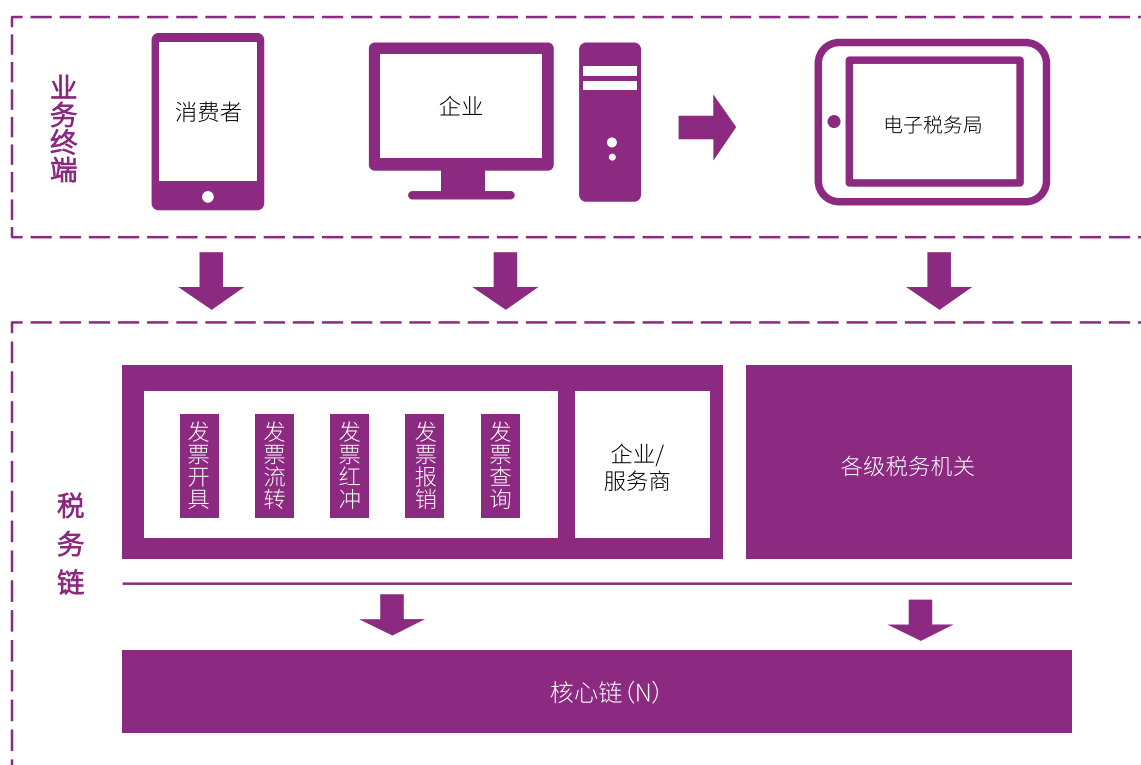 业务终端
消费者
企业
电子税务局
税务链
发票开具
发票流转
发票红冲
发票报销
发票查询
企业/
服务商
各级税务机关
核心链(N)